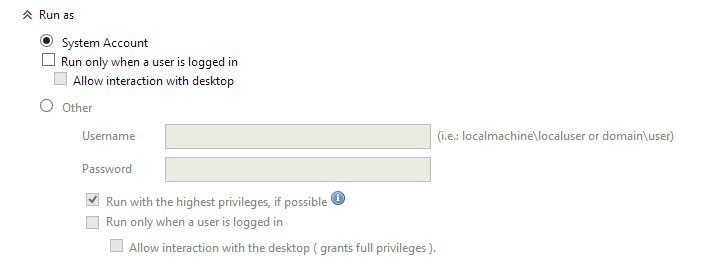 Run as
System Account
Run only when a user is logged in
Allow interaction with desktop
Other
Username (i.e.: localmachine\localuser or domain\user)
Password
Run with the highest privileges, if possible
Run only when a user is logged in
Allow interaction with the desktop ( grants full privileges ).